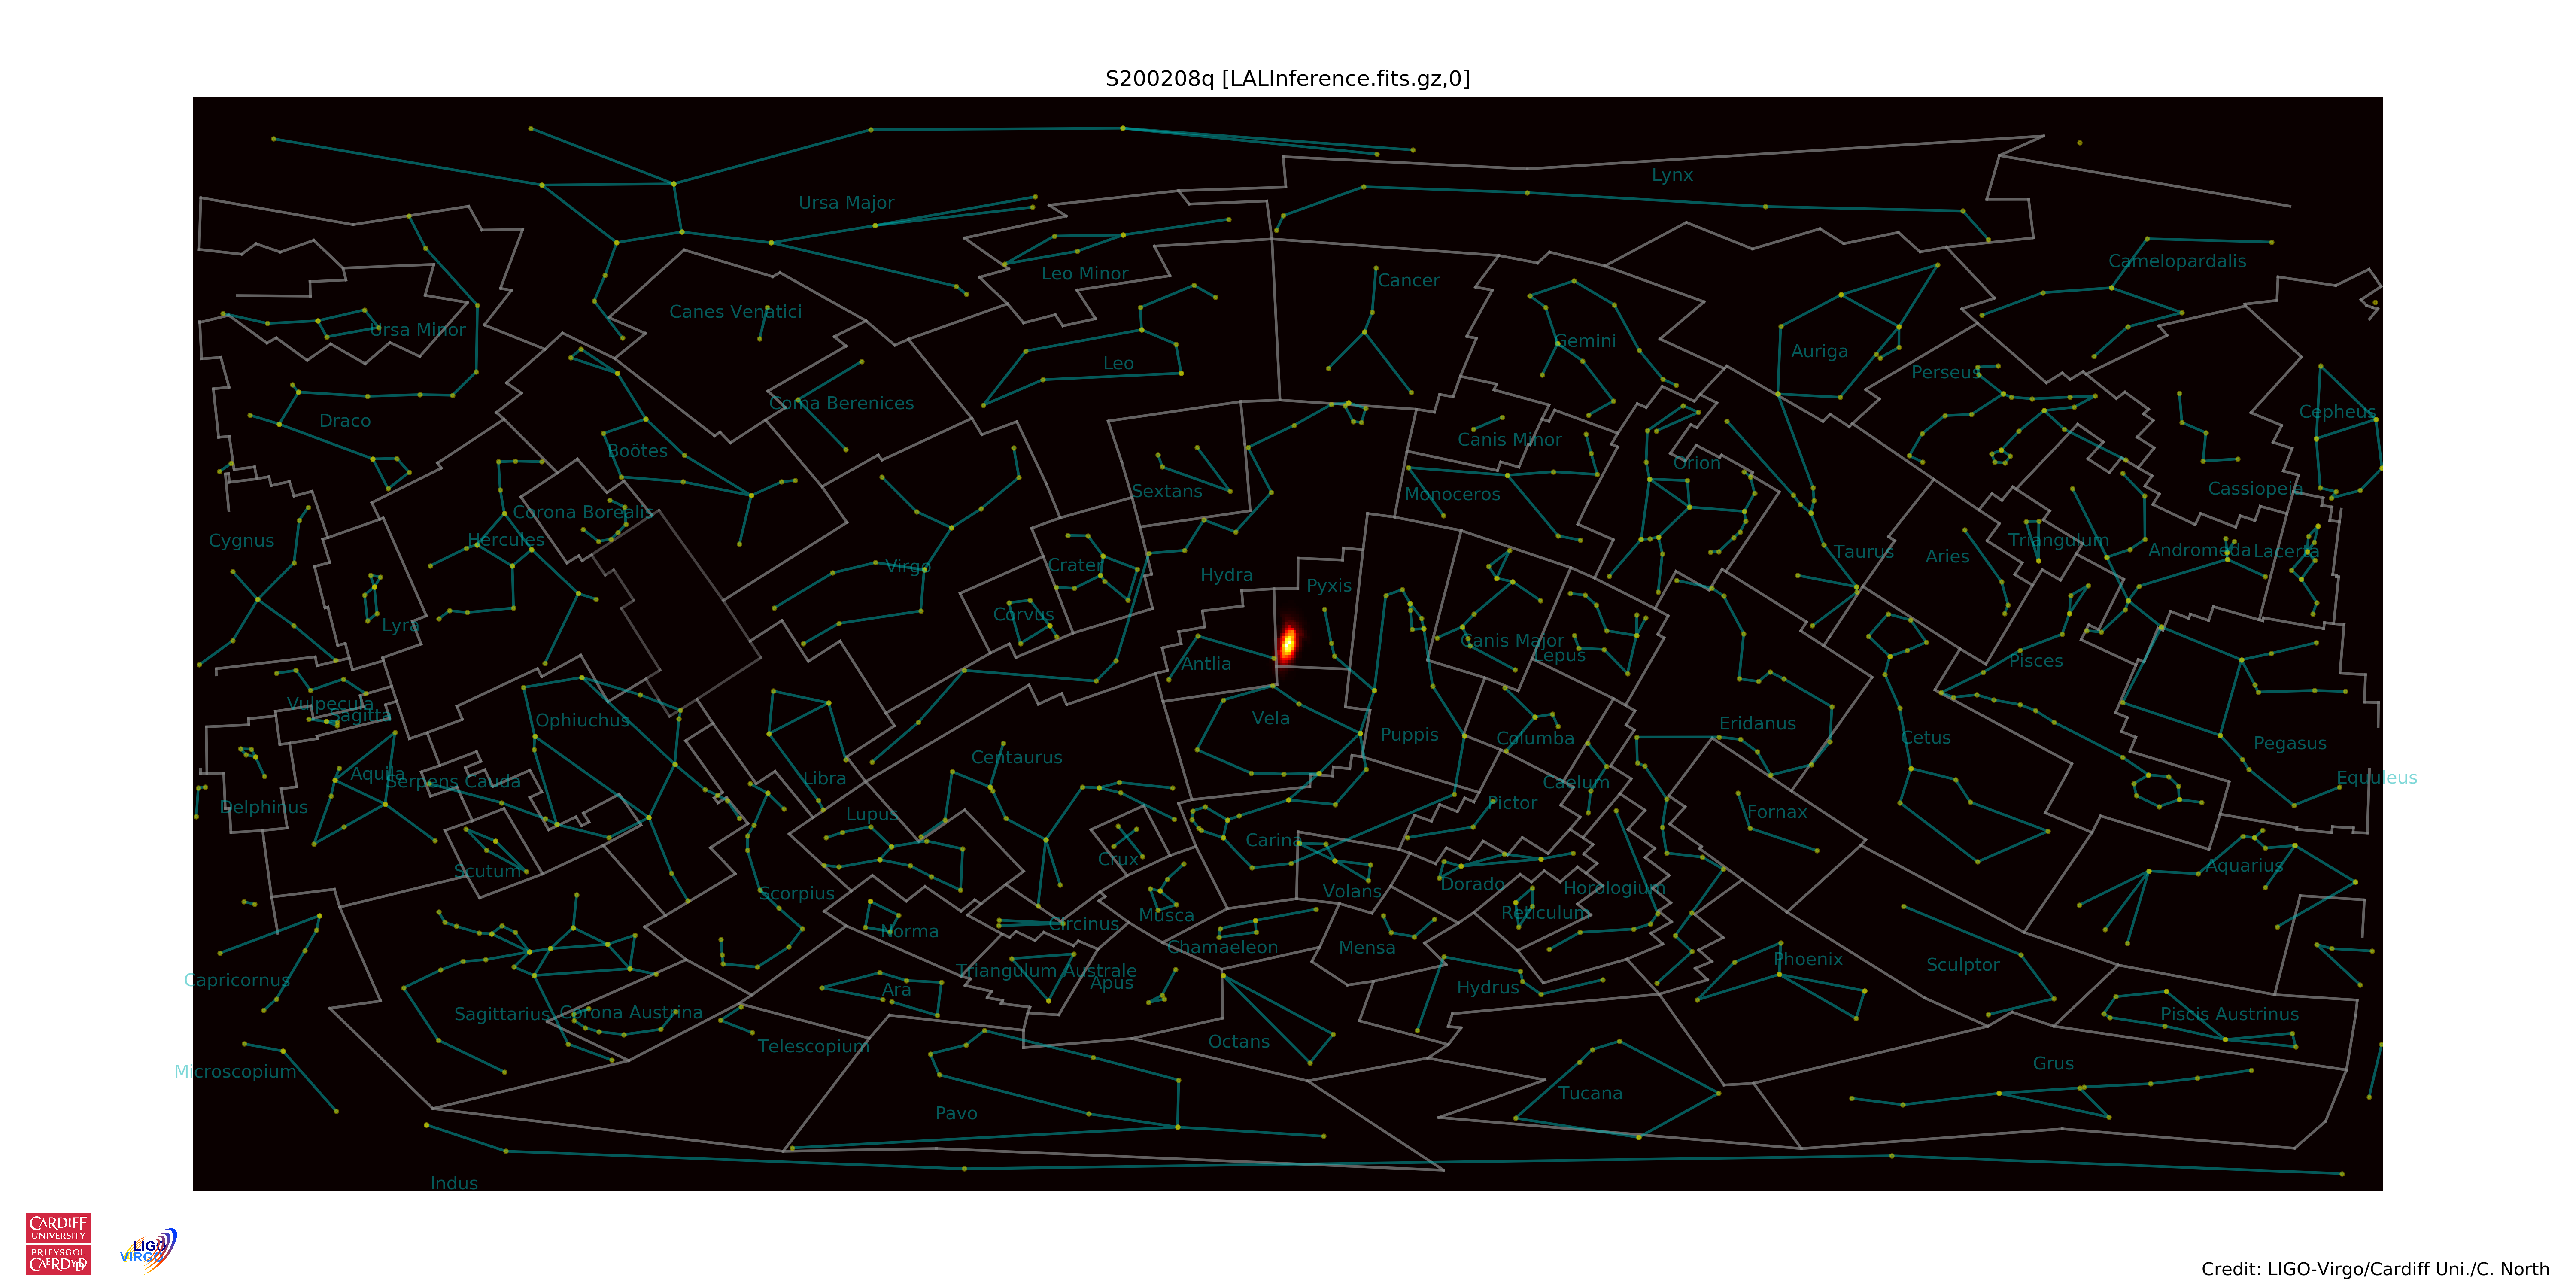 S200208q [LALInference.fits.gz,0]
Lynx
Ursa Major
Camelopardalis
Leo Minor
Cancer
Canes Venatici
Ursa Minor
Gemini
Auriga
Leo
Perseus
Coma Berenices
Cepheus
Draco
Canis Minor
Boötes
Orion
Sextans
Monoceros
Cassiopeia
Corona Borealis
Cygnus
Hercules
Triangulum
Andromeda
Lacerta
Taurus
Aries
Virgo
Crater
Hydra
Pyxis
Corvus
Lyra
Canis Major
Lepus
Antlia
Pisces
Vulpecula
Sagitta
Ophiuchus
Vela
Eridanus
Puppis
Columba
Cetus
Pegasus
Centaurus
Aquila
Serpens Cauda
Libra
Caelum
Equuleus
Delphinus
Pictor
Lupus
Fornax
Carina
Crux
Scutum
Aquarius
Scorpius
Volans
Dorado
Horologium
Reticulum
Musca
Circinus
Norma
Chamaeleon
Mensa
Phoenix
Sculptor
Triangulum Australe
Capricornus
Apus
Ara
Hydrus
Sagittarius
Corona Austrina
Piscis Austrinus
Octans
Telescopium
Grus
Microscopium
Tucana
Pavo
Indus
CARDIFF
UNIVERSITY
PRIFYSGOL
CAERDYDD
LIGO
VIRGO
Credit: LIGO-Virgo/Cardiff Uni./C. North